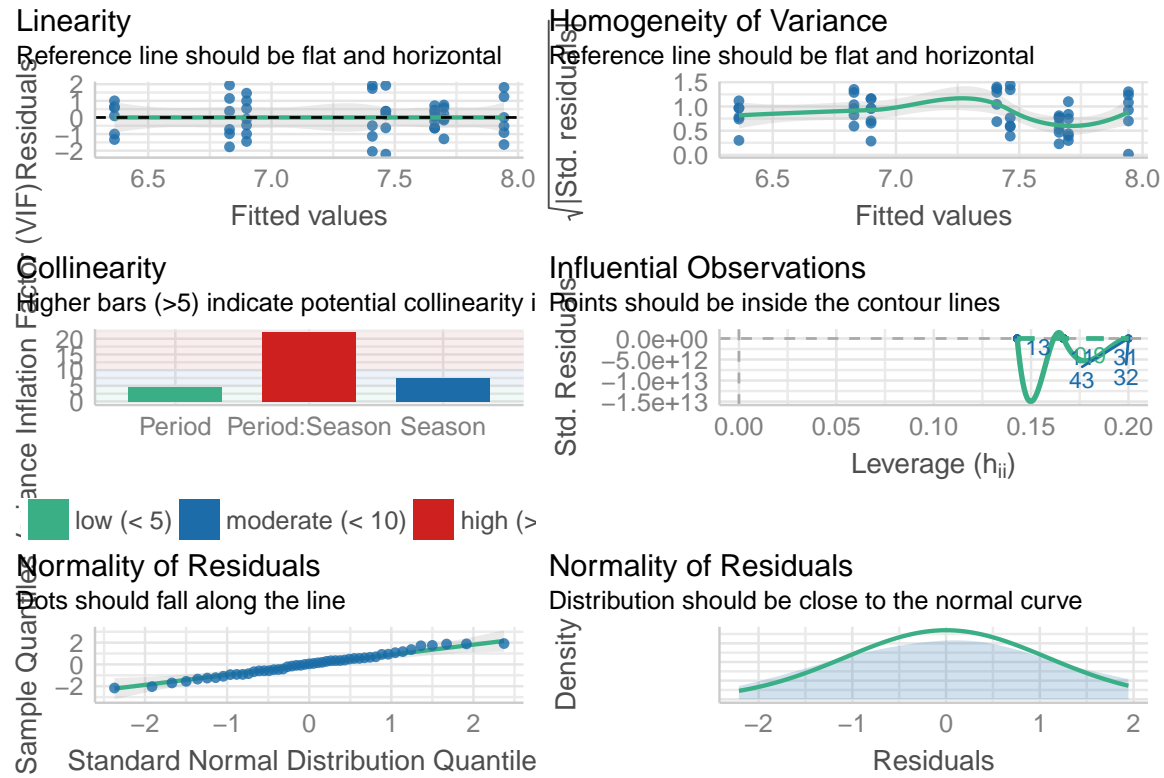 Linearity
Reference line should be flat and horizontal
Residuals
2
1
0
−1
−2
6.5 7.0 7.5 8.0
Fitted values
Homogeneity of Variance
Reference line should be flat and horizontal
√|Std. residuals|
1.5
1.0
0.5
0.0
6.5 7.0 7.5 8.0
Fitted values
Collinearity
Higher bars (>5) indicate potential collinearity i
Variance Inflation Factor (VIF)
20
15
10
5
0
Period Period:Season Season
low (< 5) moderate (< 10) high (>
Influential Observations
Points should be inside the contour lines
Std. Residuals
0.0e+00
−5.0e+12
−1.0e+13
−1.5e+13
13
31
43
32
0.00 0.05 0.10 0.15 0.20
Leverage (hii)
Normality of Residuals
Dots should fall along the line
Sample Quantiles
2
0
−2
−2 −1 0 1 2
Standard Normal Distribution Quantile
Normality of Residuals
Distribution should be close to the normal curve
Density
−2 −1 0 1 2
Residuals